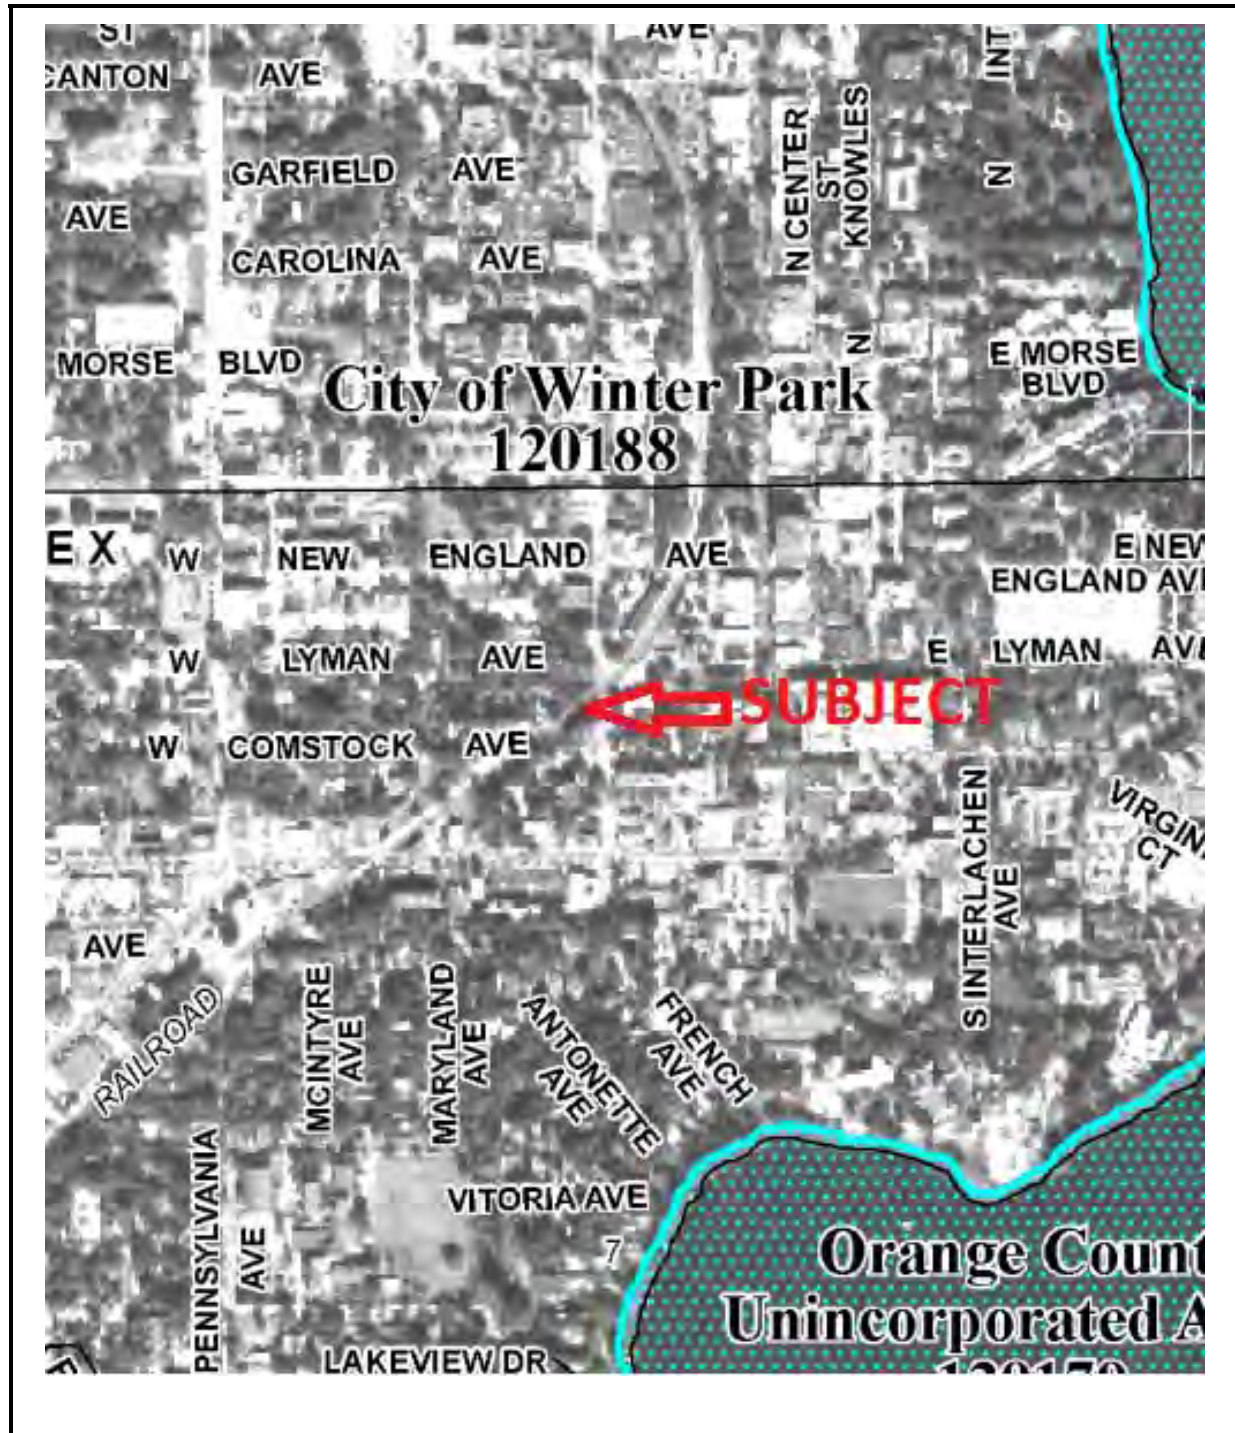 ST
AVE
CANTON AVE
INT
N
N CENTER
ST
KNOWLES
N
GARFIELD AVE
AVE
CAROLINA AVE
MORSE BLVD
E MORSE
BLVD
City of Winter Park
120188
E X
W NEW ENGLAND AVE
E NEW
ENGLAND AVE
W LYMAN AVE
E LYMAN AVE
SUBJECT
W COMSTOCK AVE
S INTERLACHEN
AVE
VIRGIN
CT
AVE
RAILROAD
MCINTYRE
AVE
MARYLAND
AVE
ANTONETTE
AVE
FRENCH
AVE
PENNSYLVANIA
AVE
VITORIA AVE
7
Orange Count
Unincorporated A
LAKEVIEW DR